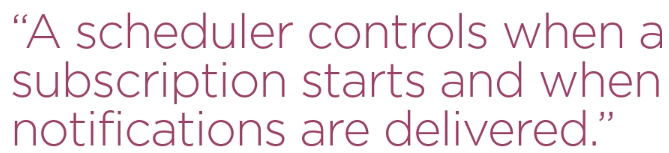 “A scheduler controls when a
subscription starts and when
notifications are delivered.”